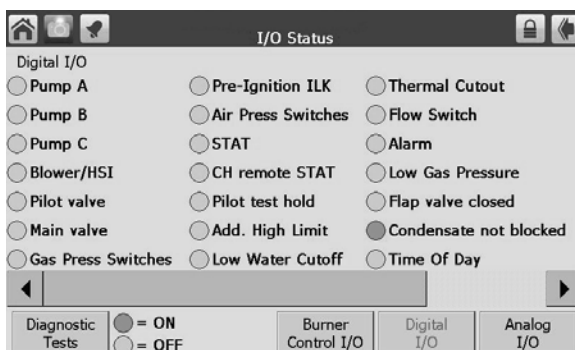 I/O Status
Digital I/O
Pump A Pre-Ignition ILK Thermal Cutout
Pump B Air Press Switches Flow Switch
Pump C STAT Alarm
Blower/HSI CH remote STAT Low Gas Pressure
Pilot valve Pilot test hold Flap valve closed
Main valve Add. High Limit Condensate not blocked
Gas Press Switches Low Water Cutoff Time Of Day
Diagnostic = ON Burner Digital Analog
Tests = OFF Control I/O I/O I/O